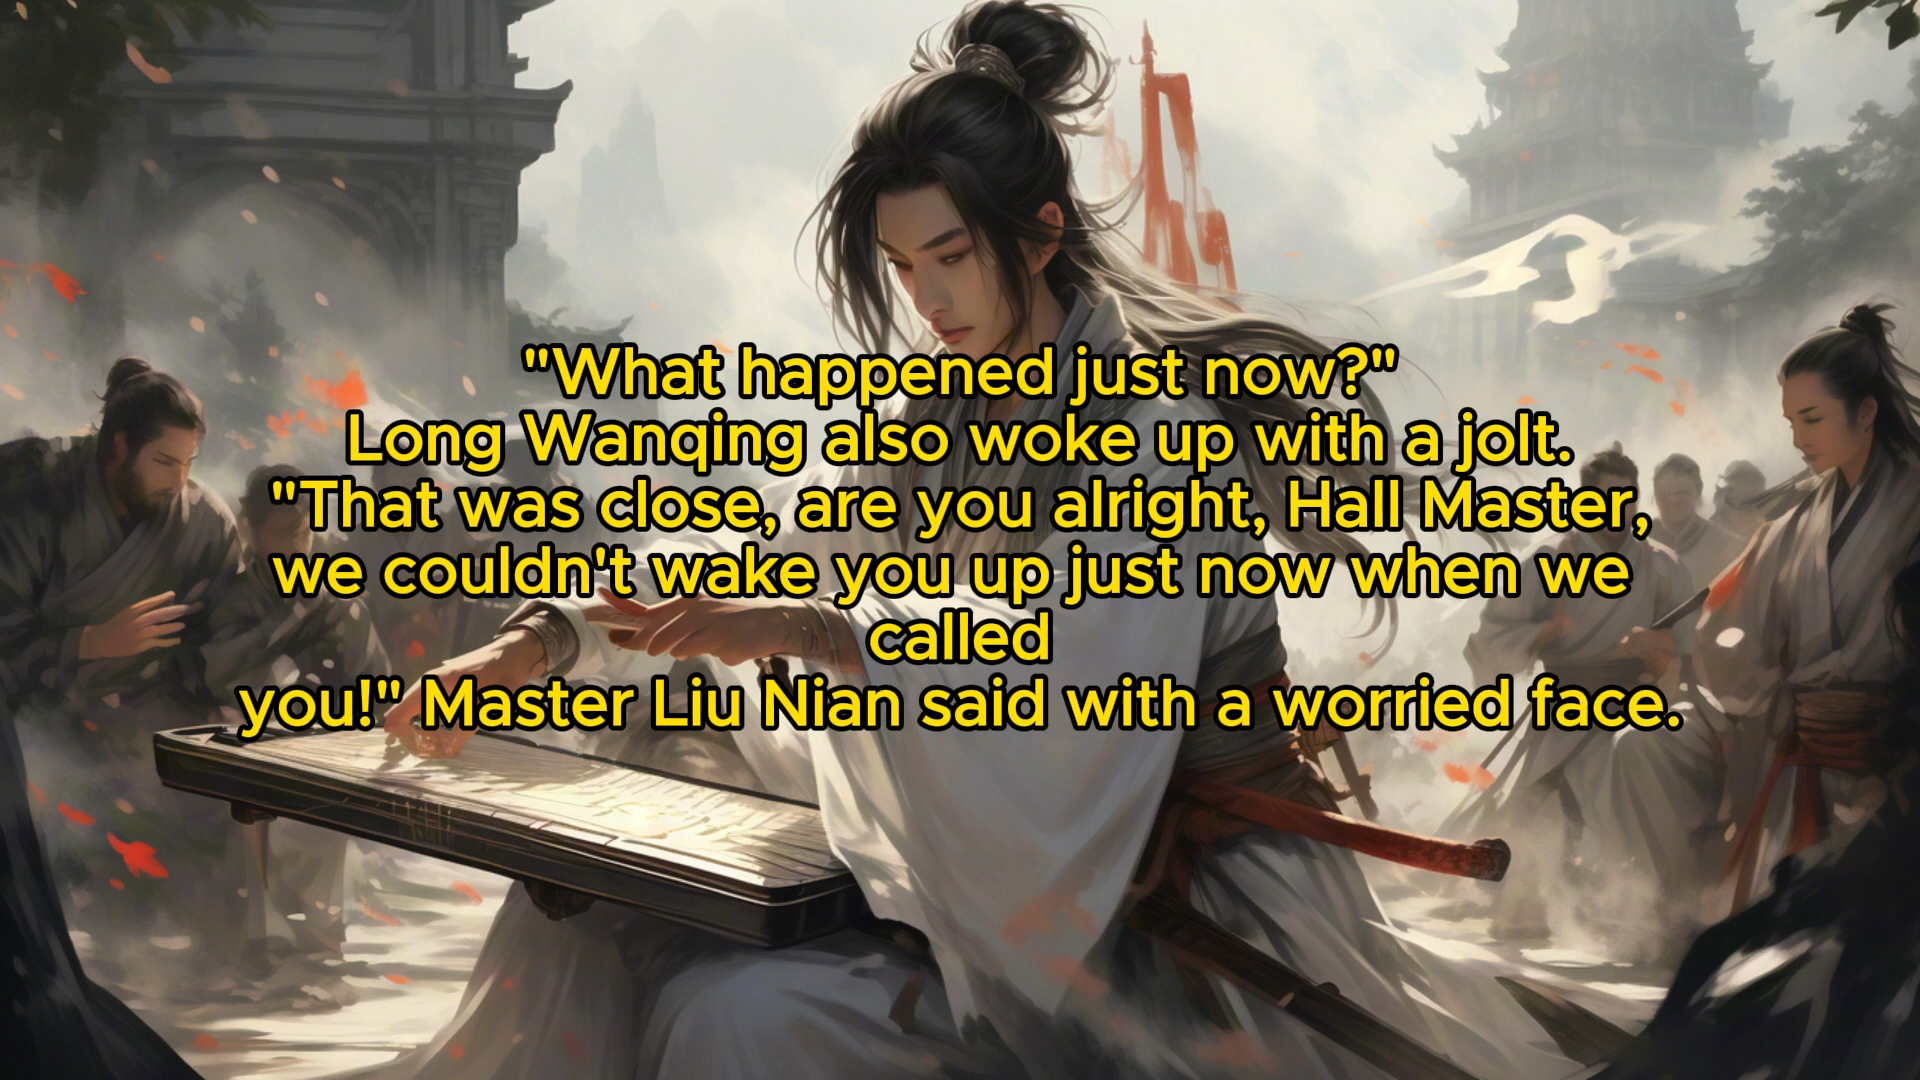 "What happened just now?"
Long Wanqing also woke up with a jolt.
"That was close, are you alright, Hall Master,
we couldn't wake you up just now when we
called
you!" Master Liu Nian said with a worried face.